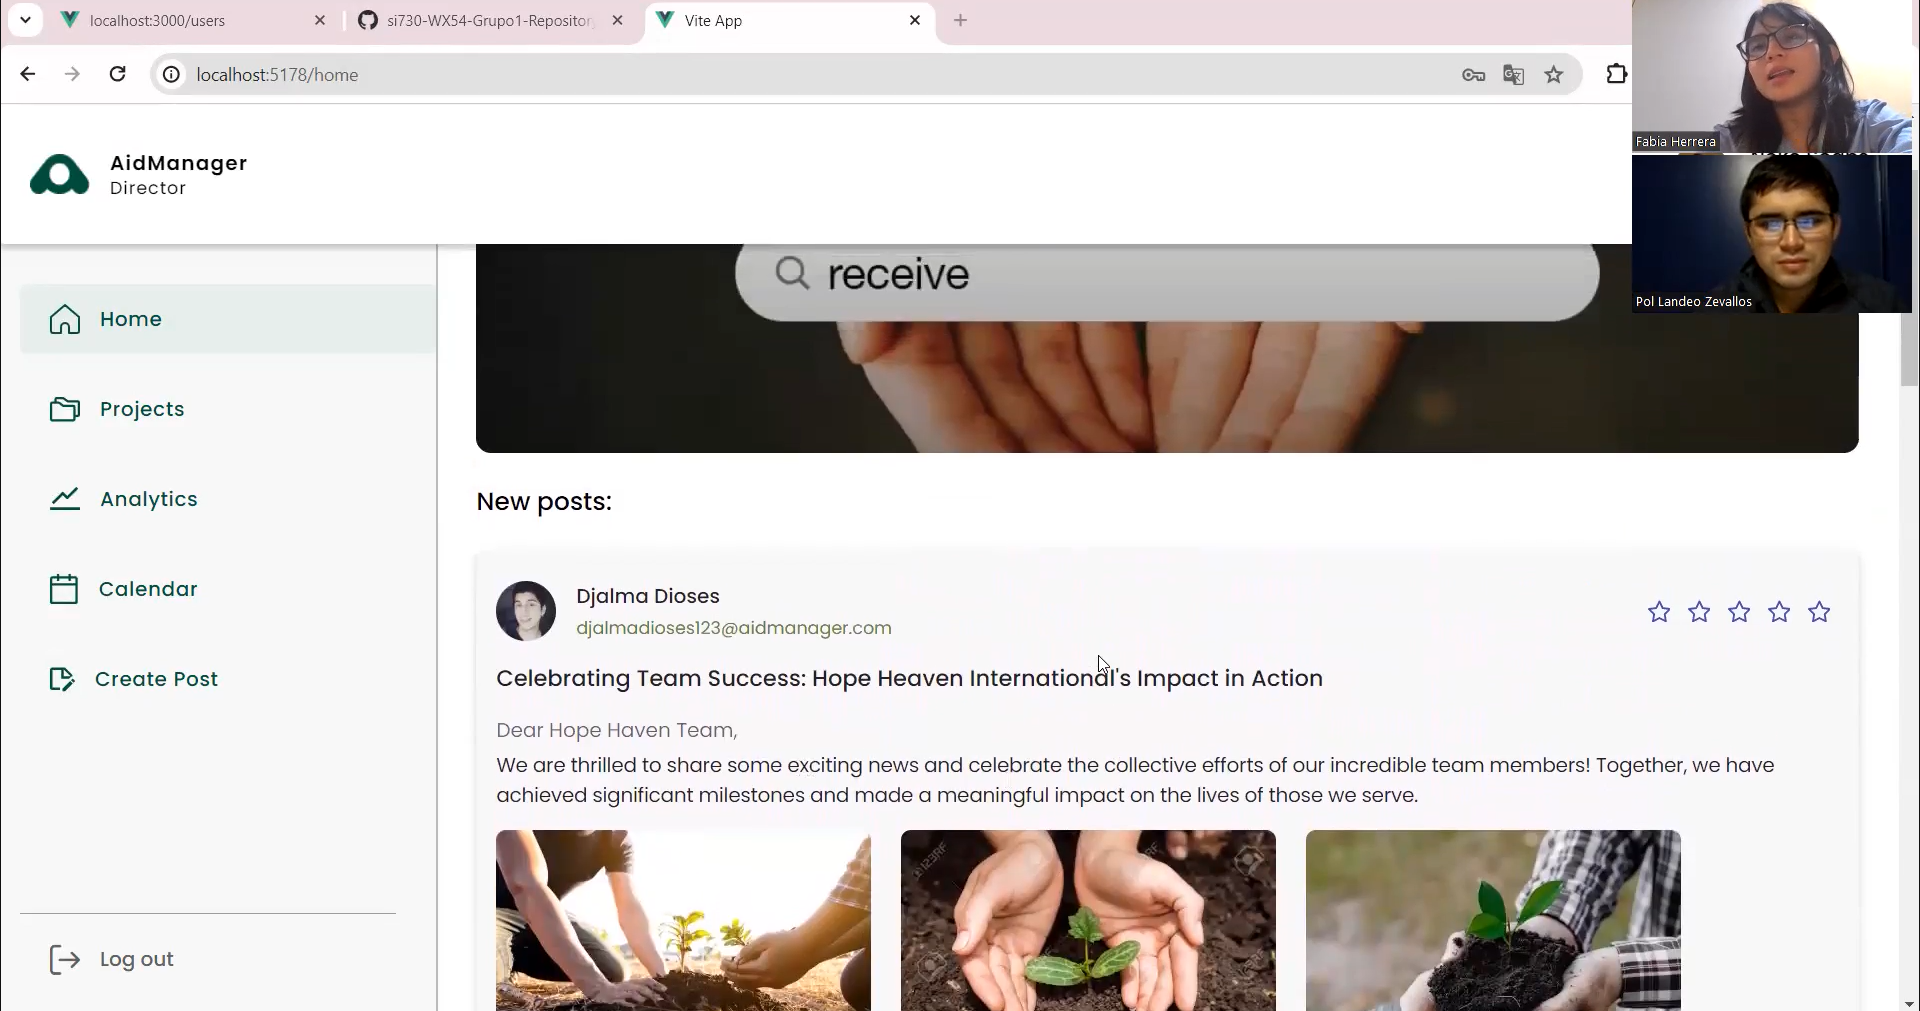 localhost:3000/users
si730-WX54-Grupo1-Repository
Vite App
localhost:5178/home
Fabia Herrera
Pol Landeo Zevallos
AidManager
Director
Home
Projects
Analytics
Calendar
Create Post
Log out
receive
New posts:
Djalma Dioses
djalmadioses123@aidmanager.com
Celebrating Team Success: Hope Heaven International's Impact in Action
Dear Hope Haven Team,
We are thrilled to share some exciting news and celebrate the collective efforts of our incredible team members! Together, we have
achieved significant milestones and made a meaningful impact on the lives of those we serve.
123RF